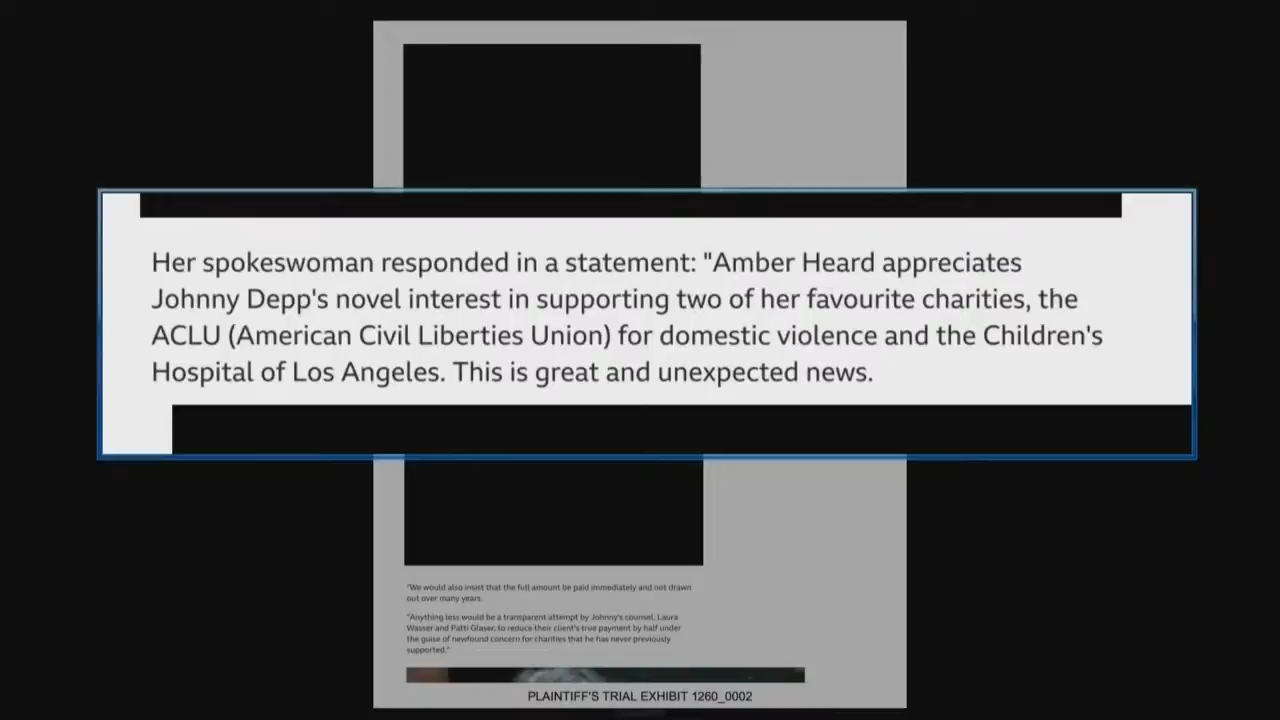 Her spokeswoman responded in a statement: "Amber Heard appreciates
Johnny Depp's novel interest in supporting two of her favourite charities, the
ACLU (American Civil Liberties Union) for domestic violence and the Children's
Hospital of Los Angeles. This is great and unexpected news.
"We would also insist that the full amount be paid immediately and not drawn
out over many years.
"Anything less would be a transparent attempt by Johnny's counsel, Laura
Wasser and Patti Glaser, to reduce their client's true payment by half under
the guise of newfound concern for charities that he has never previously
supported."
PLAINTIFF'S TRIAL EXHIBIT 1260_0002